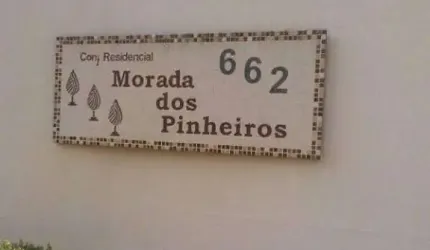 Conj Residencial
662
Morada
dos
Pinheiros